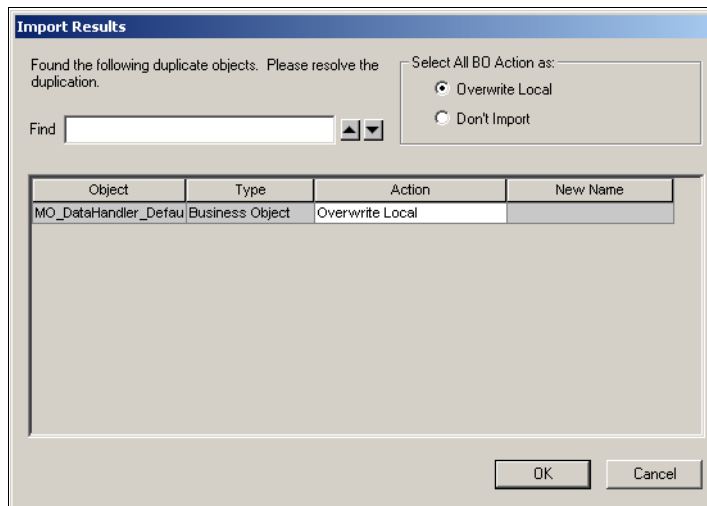 Import Results
Found the following duplicate objects. Please resolve the
duplication.
Select All BO Action as:
Overwrite Local
Don't Import
Find
Object Type Action New Name
MO_DataHandler_Defau Business Object Overwrite Local
OK Cancel